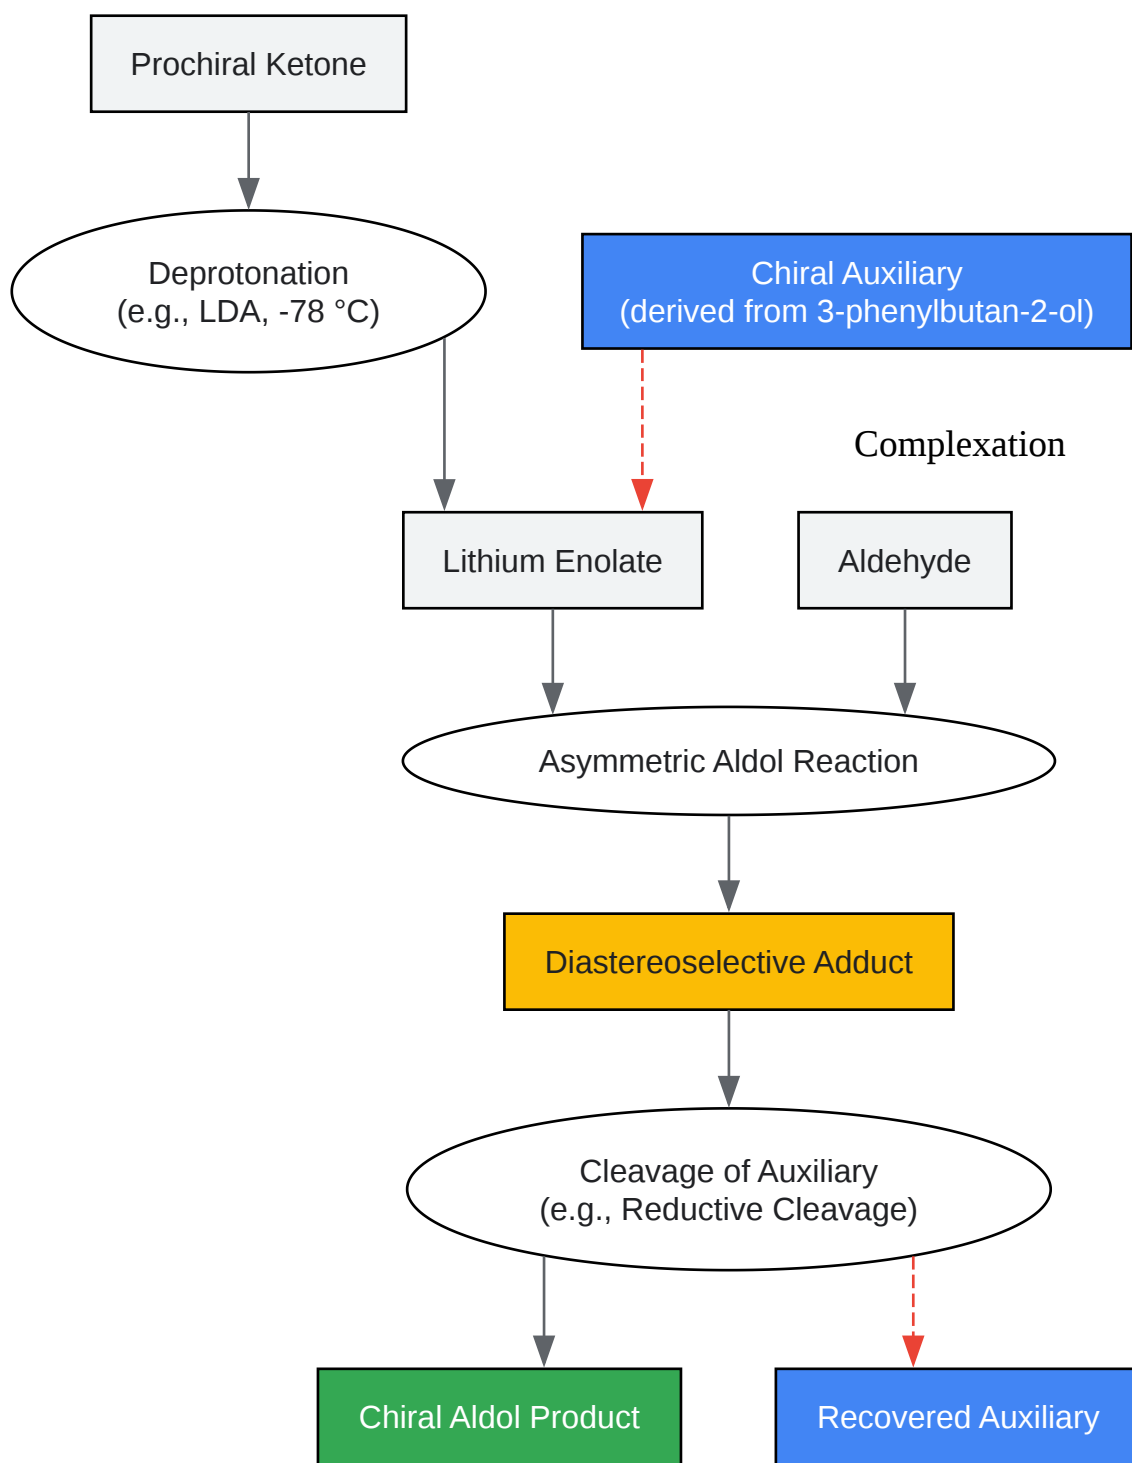 Prochiral Ketone
Deprotonation
(e.g., LDA, -78 °C)
Chiral Auxiliary
(derived from 3-phenylbutan-2-ol)
Complexation
Lithium Enolate
Aldehyde
Asymmetric Aldol Reaction
Diastereoselective Adduct
Cleavage of Auxiliary
(e.g., Reductive Cleavage)
Chiral Aldol Product
Recovered Auxiliary